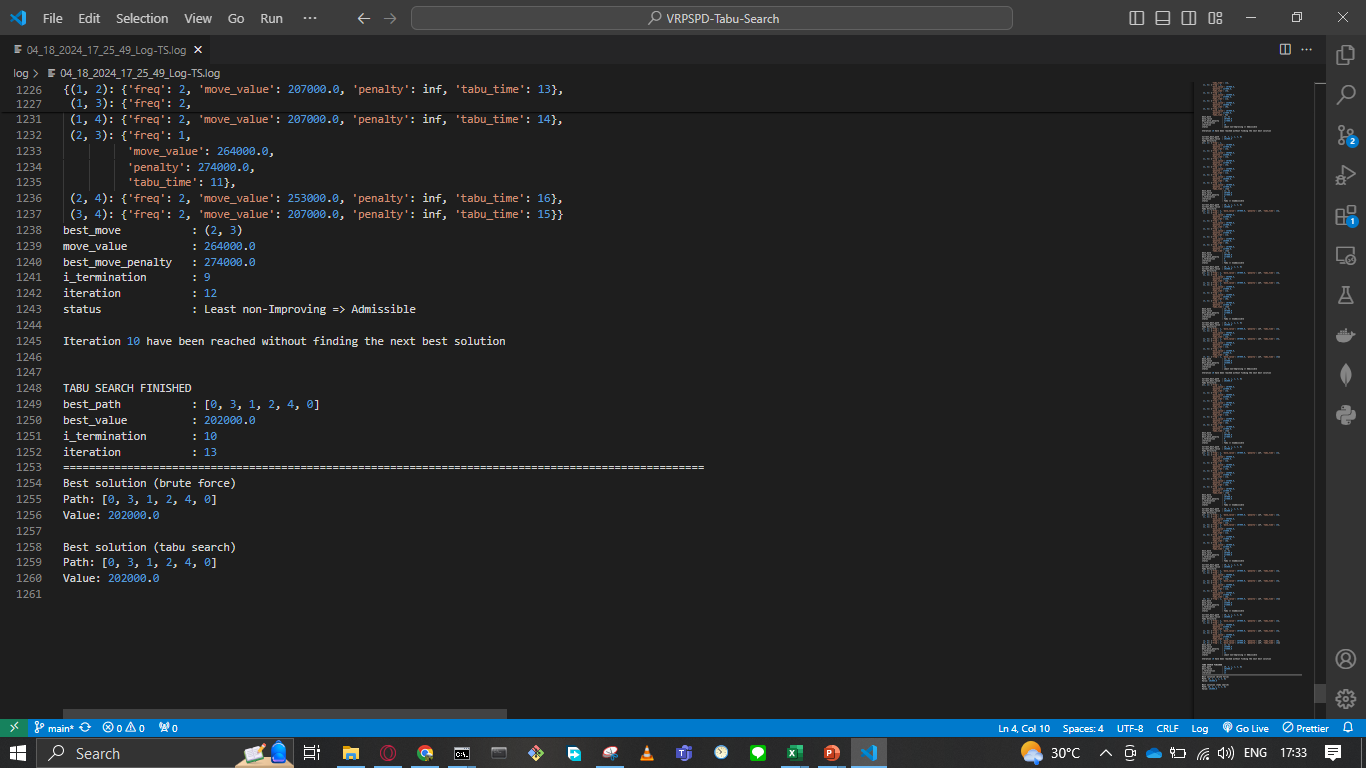 File Edit Selection View Go Run ··· VRPSPD-Tabu-Search
04_18_2024_17_25_49_Log-TS.log
log > 04_18_2024_17_25_49_Log-TS.log
1226 {(1, 2): {'freq': 2, 'move_value': 207000.0, 'penalty': inf, 'tabu_time': 13},
1227 (1, 3): {'freq': 2,
1231 (1, 4): {'freq': 2, 'move_value': 207000.0, 'penalty': inf, 'tabu_time': 14},
1232 (2, 3): {'freq': 1,
1233 'move_value': 264000.0,
1234 'penalty': 274000.0,
1235 'tabu_time': 11},
1236 (2, 4): {'freq': 2, 'move_value': 253000.0, 'penalty': inf, 'tabu_time': 16},
1237 (3, 4): {'freq': 2, 'move_value': 207000.0, 'penalty': inf, 'tabu_time': 15}}
1238 best_move : (2, 3)
1239 move_value : 264000.0
1240 best_move_penalty : 274000.0
1241 i_termination : 9
1242 iteration : 12
1243 status : Least non-Improving => Admissible
1244
1245 Iteration 10 have been reached without finding the next best solution
1246
1247
1248 TABU SEARCH FINISHED
1249 best_path : [0, 3, 1, 2, 4, 0]
1250 best_value : 202000.0
1251 i_termination : 10
1252 iteration : 13
1253 ====================================================================================================
1254 Best solution (brute force)
1255 Path: [0, 3, 1, 2, 4, 0]
1256 Value: 202000.0
1257
1258 Best solution (tabu search)
1259 Path: [0, 3, 1, 2, 4, 0]
1260 Value: 202000.0
1261
2
1
main* 0 0 0 Ln 4, Col 10 Spaces: 4 UTF-8 CRLF Log Go Live Prettier
Search 30°C ENG 17:33